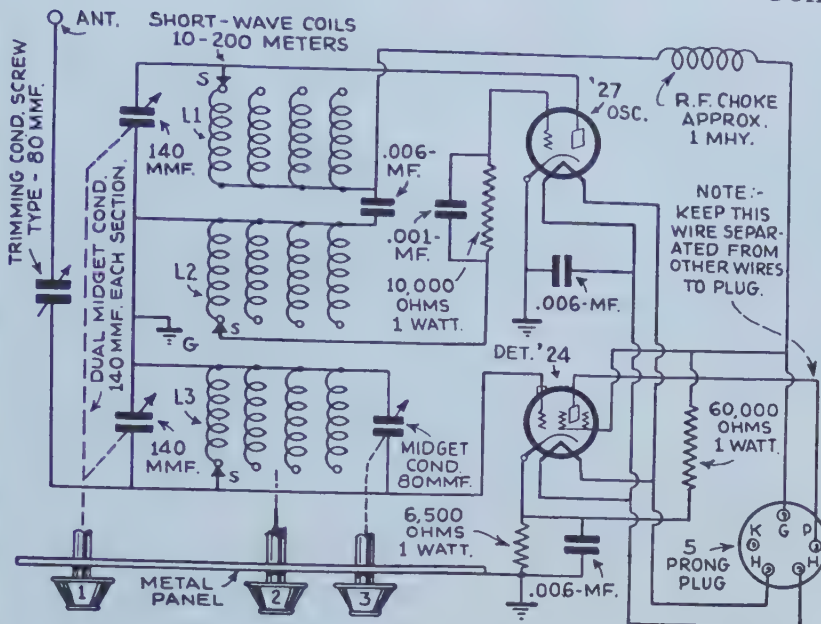 ANT.
SHORT-WAVE COILS
10-200 METERS
TRIMMING COND. SCREW
TYPE - 80 MMF.
S
L1
140
MMF.
.006-
MF.
'27
OSC.
R.F. CHOKE
APPROX.
1 MHY.
DUAL MIDGET COND.
140 MMF. EACH SECTION.
L2
S
G
.001-
MF.
10,000
OHMS
1 WATT.
.006-MF.
NOTE:-
KEEP THIS
WIRE SEPAR-
ATED FROM
OTHER WIRES
TO PLUG.
DET. '24
L3
S
140
MMF.
MIDGET
COND.
80MMF.
60,000
OHMS
1 WATT.
6,500
OHMS
1 WATT.
.006-MF.
5
PRONG
PLUG
K
G
P
H
H
METAL
PANEL
1
2
3